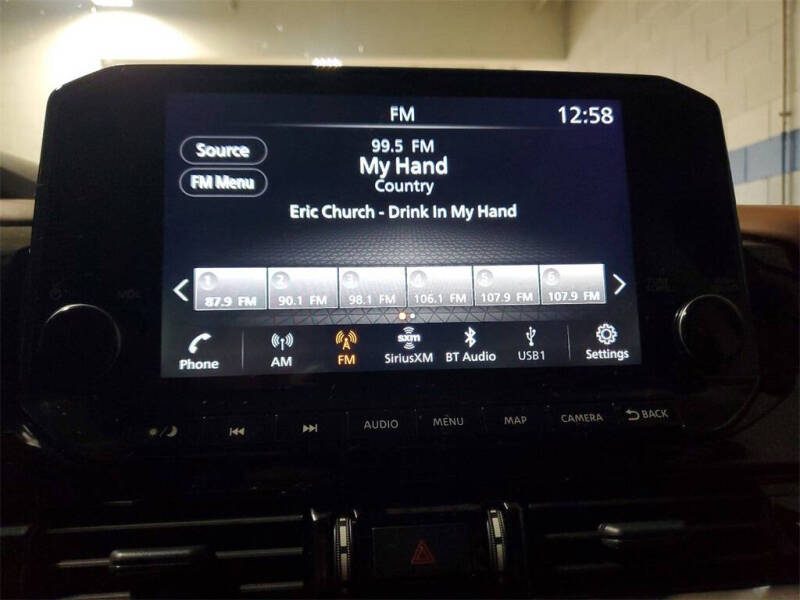 FM
12:58
Source
99.5 FM
My Hand
FM Menu
Country
Eric Church - Drink In My Hand
1 2 3 4 5 6
87.9 FM 90.1 FM 98.1 FM 106.1 FM 107.9 FM 107.9 FM
VOL
sxm
Phone AM FM SiriusXM BT Audio USB1 Settings
AUDIO MENU MAP CAMERA BACK